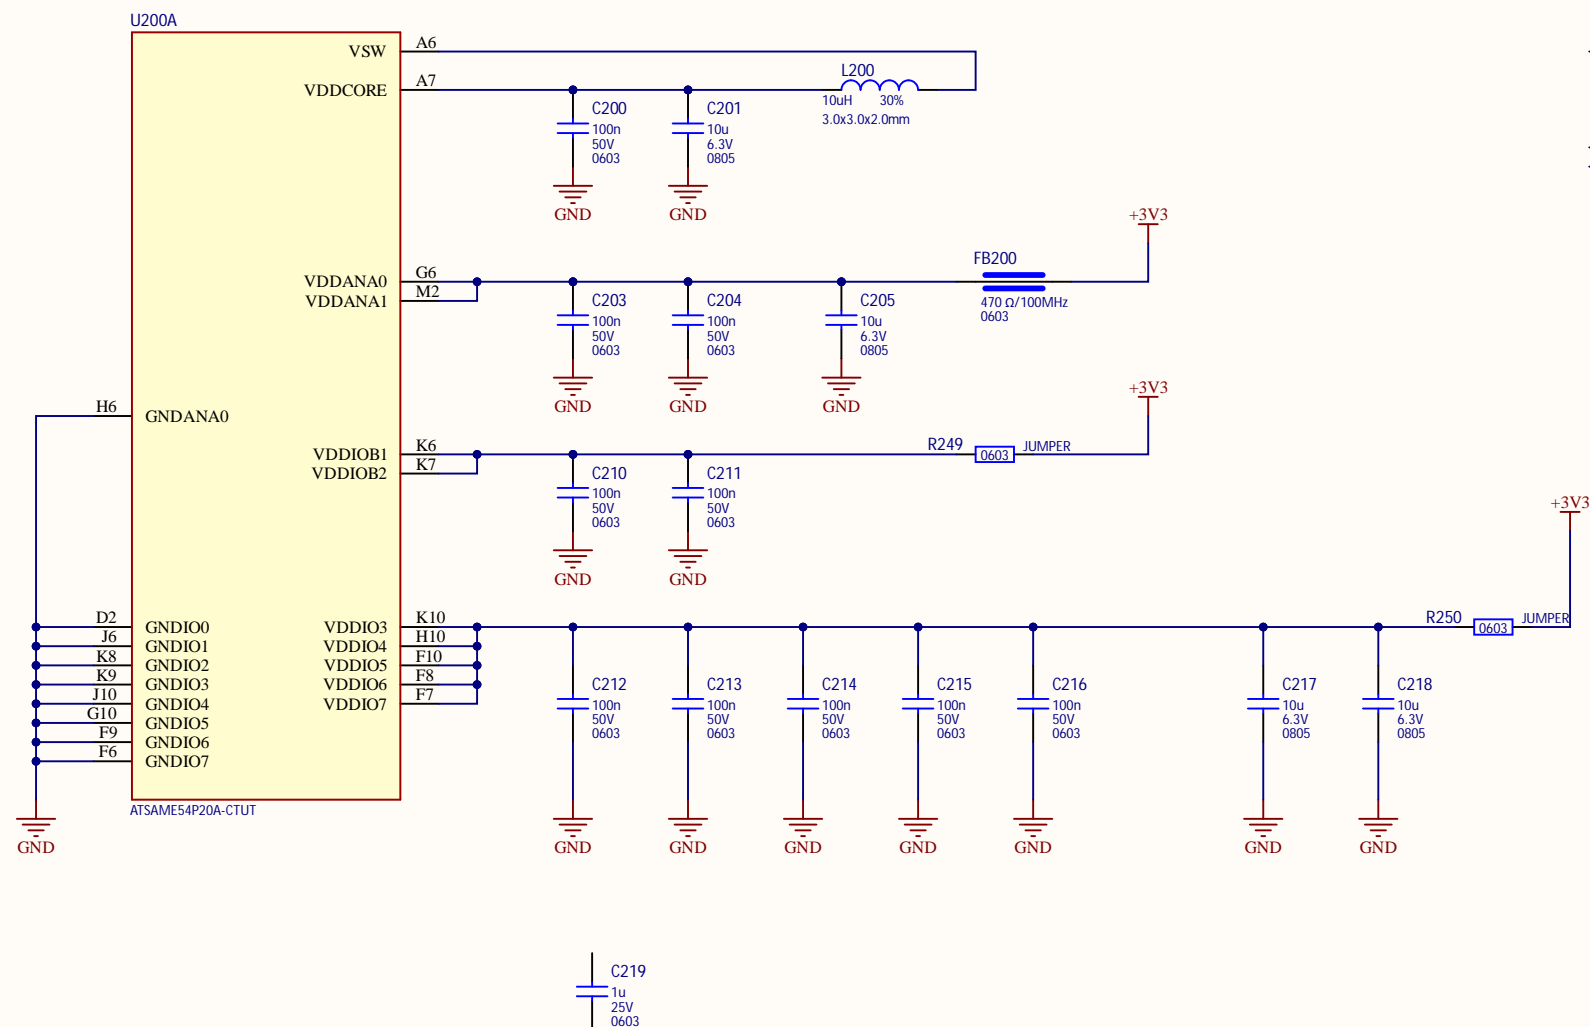 U200A
VSW A6
VDDCORE A7
L200
10uH 30%
3.0x3.0x2.0mm
C200
100n
50V
0603
C201
10u
6.3V
0805
GND GND
+3V3
FB200
470 Ω/100MHz
0603
VDDANA0 G6
VDDANA1 M2
C203
100n
50V
0603
C204
100n
50V
0603
C205
10u
6.3V
0805
GND GND GND
+3V3
H6 GNDANA0
VDDIOB1 K6
VDDIOB2 K7
R249 0603 JUMPER
C210
100n
50V
0603
C211
100n
50V
0603
GND GND
+3V3
R250 0603 JUMPER
D2 GNDIO0 VDDIO3 K10
J6 GNDIO1 VDDIO4 H10
K8 GNDIO2 VDDIO5 F10
K9 GNDIO3 VDDIO6 F8
J10 GNDIO4 VDDIO7 F7
G10 GNDIO5
F9 GNDIO6
F6 GNDIO7
C212
100n
50V
0603
C213
100n
50V
0603
C214
100n
50V
0603
C215
100n
50V
0603
C216
100n
50V
0603
C217
10u
6.3V
0805
C218
10u
6.3V
0805
ATSAME54P20A-CTUT
GND GND GND GND GND GND GND GND
C219
1u
25V
0603